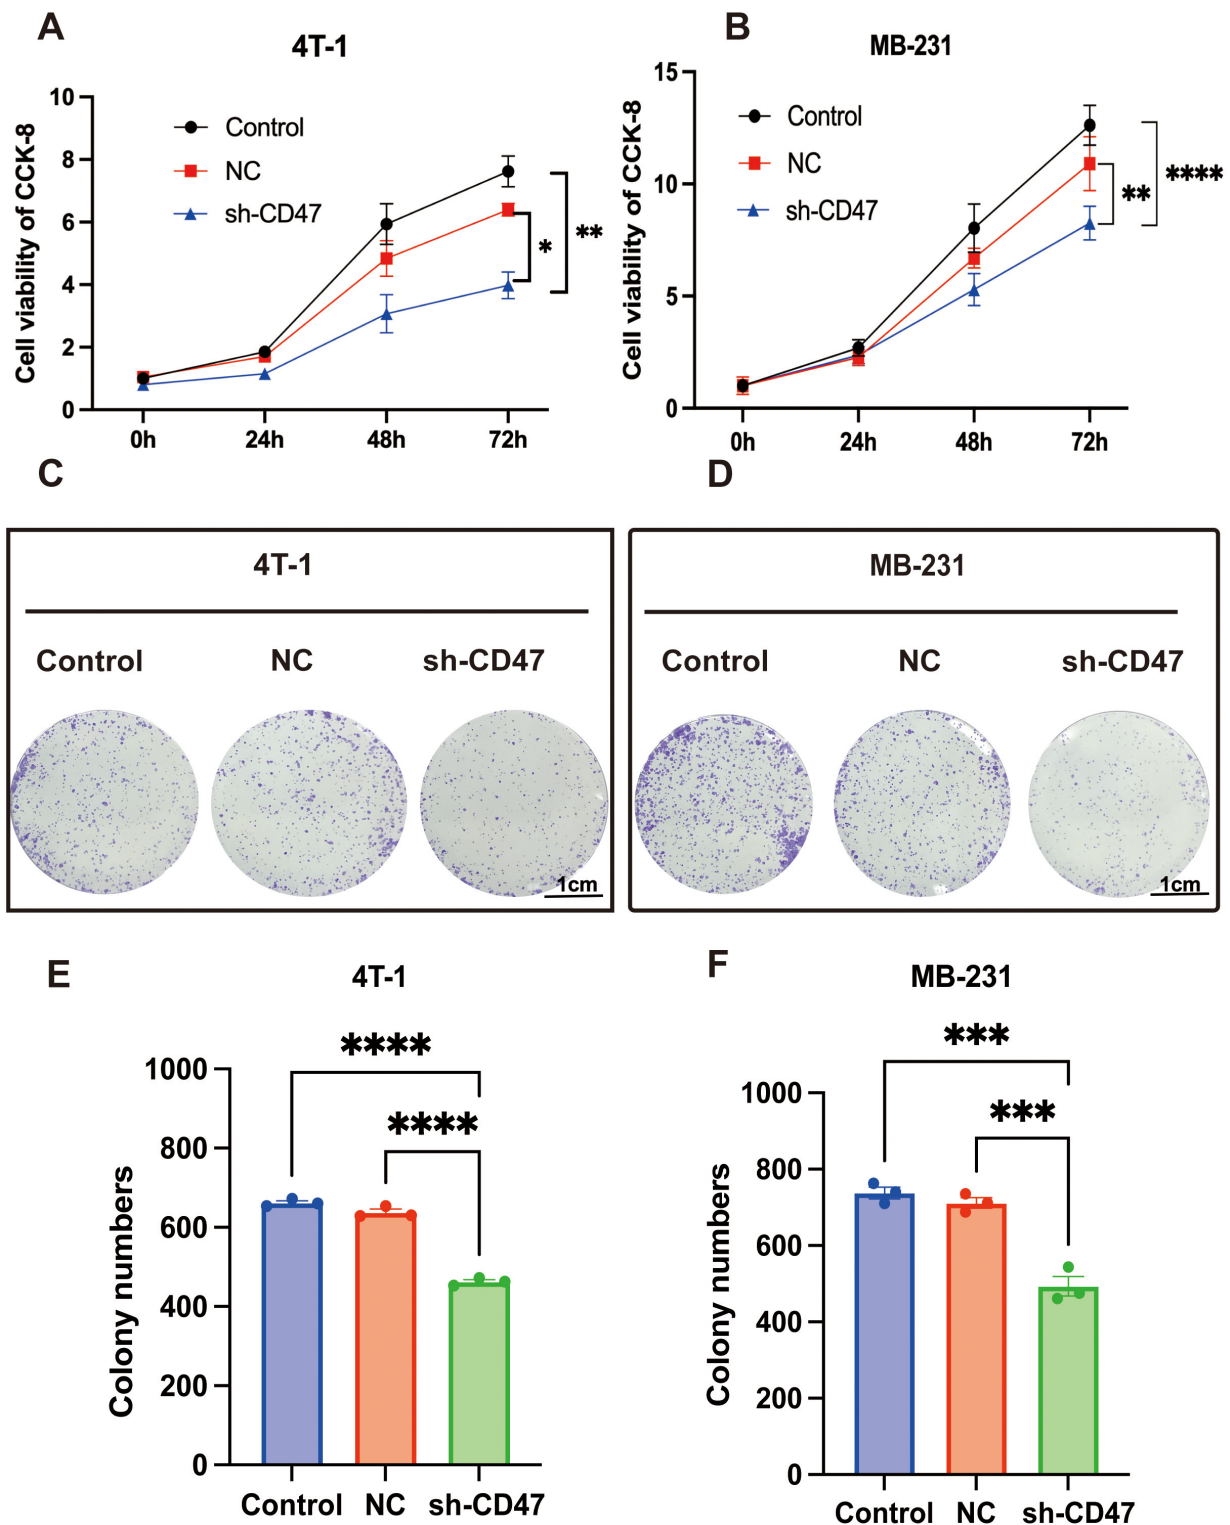 A
4T-1
Cell viability of CCK-8
10
8
6
4
2
0
Control
NC
sh-CD47
*
**
0h 24h 48h 72h
B
MB-231
Cell viability of CCK-8
15
10
5
0
Control
NC
sh-CD47
**
****
0h 24h 48h 72h
C
4T-1
Control NC sh-CD47
1cm
D
MB-231
Control NC sh-CD47
1cm
E
4T-1
Colony numbers
1000
800
600
400
200
0
****
****
Control NC sh-CD47
F
MB-231
Colony numbers
1000
800
600
400
200
0
***
***
Control NC sh-CD47